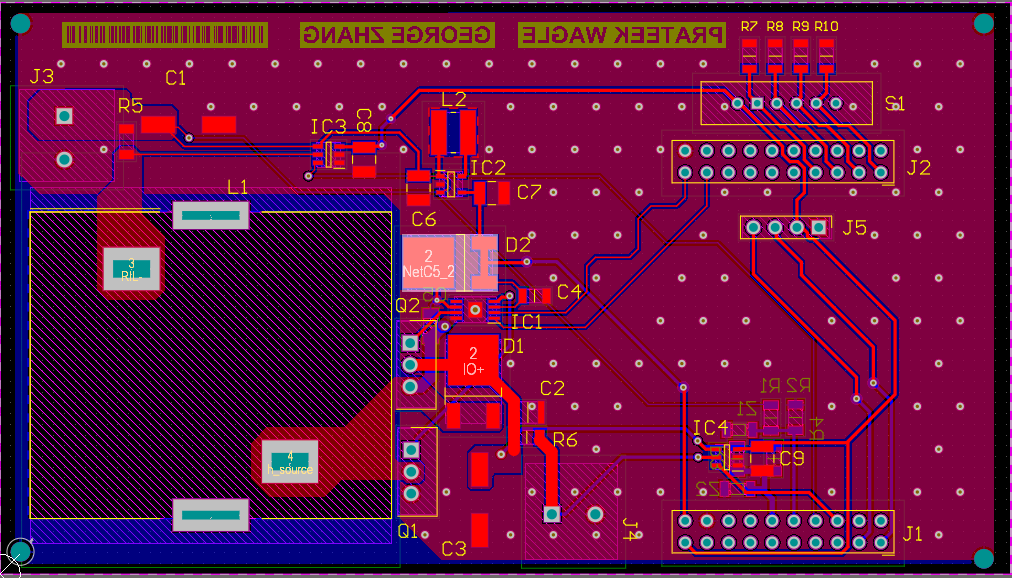 R7 R8 R9 R10
GEORGE ZHANG
PRATEEK WAGLE
J3
C1
R5
L2
S1
IC3
C8
IC2
J2
C7
L1
C6
J5
D2
2
NetC5_2
3
RIL-
C4
Q2
IC1
D1
2
IO+
C2
R1
R2
R4
Z1
IC4
R6
4
h_source
C9
Z2
J4
Q1
C3
J1